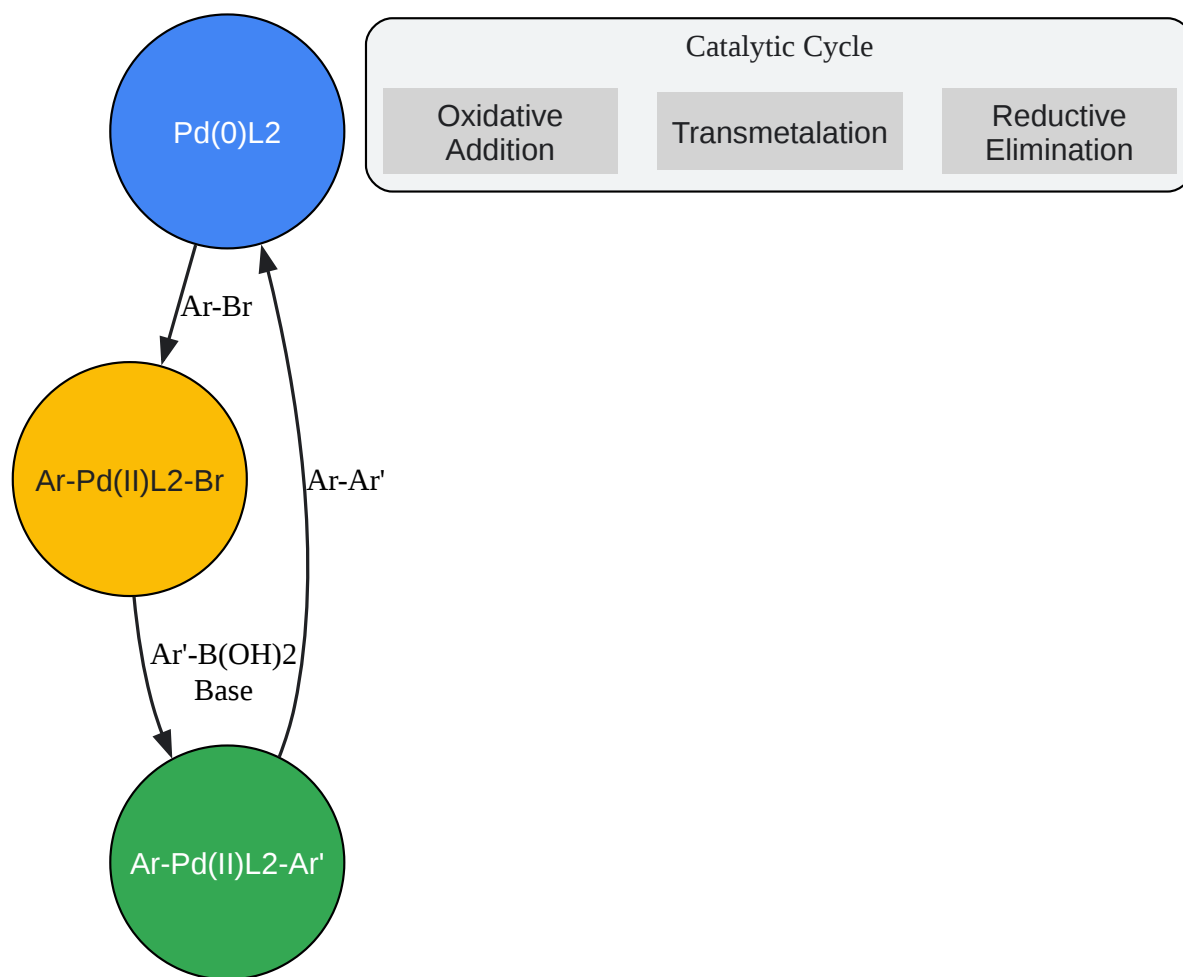 Pd(0)L2
Catalytic Cycle
Oxidative
Addition
Transmetalation
Reductive
Elimination
Ar-Br
Ar-Pd(II)L2-Br
Ar-Ar'
Ar'-B(OH)2
Base
Ar-Pd(II)L2-Ar'